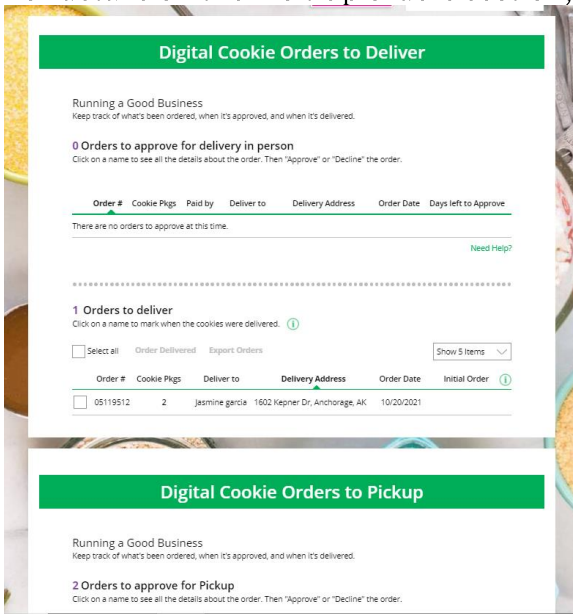 Digital Cookie Orders to Deliver
Running a Good Business
Keep track of what's been ordered, when it's approved, and when it's delivered.
0 Orders to approve for delivery in person
Click on a name to see all the details about the order. Then "Approve" or "Decline" the order.
Order # Cookie Pkgs Paid by Deliver to Delivery Address Order Date Days left to Approve
There are no orders to approve at this time.
Need Help?
1 Orders to deliver
Click on a name to mark when the cookies were delivered. i
Select all Order Delivered Export Orders Show 5 Items
Order # Cookie Pkgs Deliver to Delivery Address Order Date Initial Order i
05119512 2 Jasmine garcia 1602 Kepner Dr, Anchorage, AK 10/20/2021
Digital Cookie Orders to Pickup
Running a Good Business
Keep track of what's been ordered, when it's approved, and when it's delivered.
2 Orders to approve for Pickup
Click on a name to see all the details about the order. Then "Approve" or "Decline" the order.